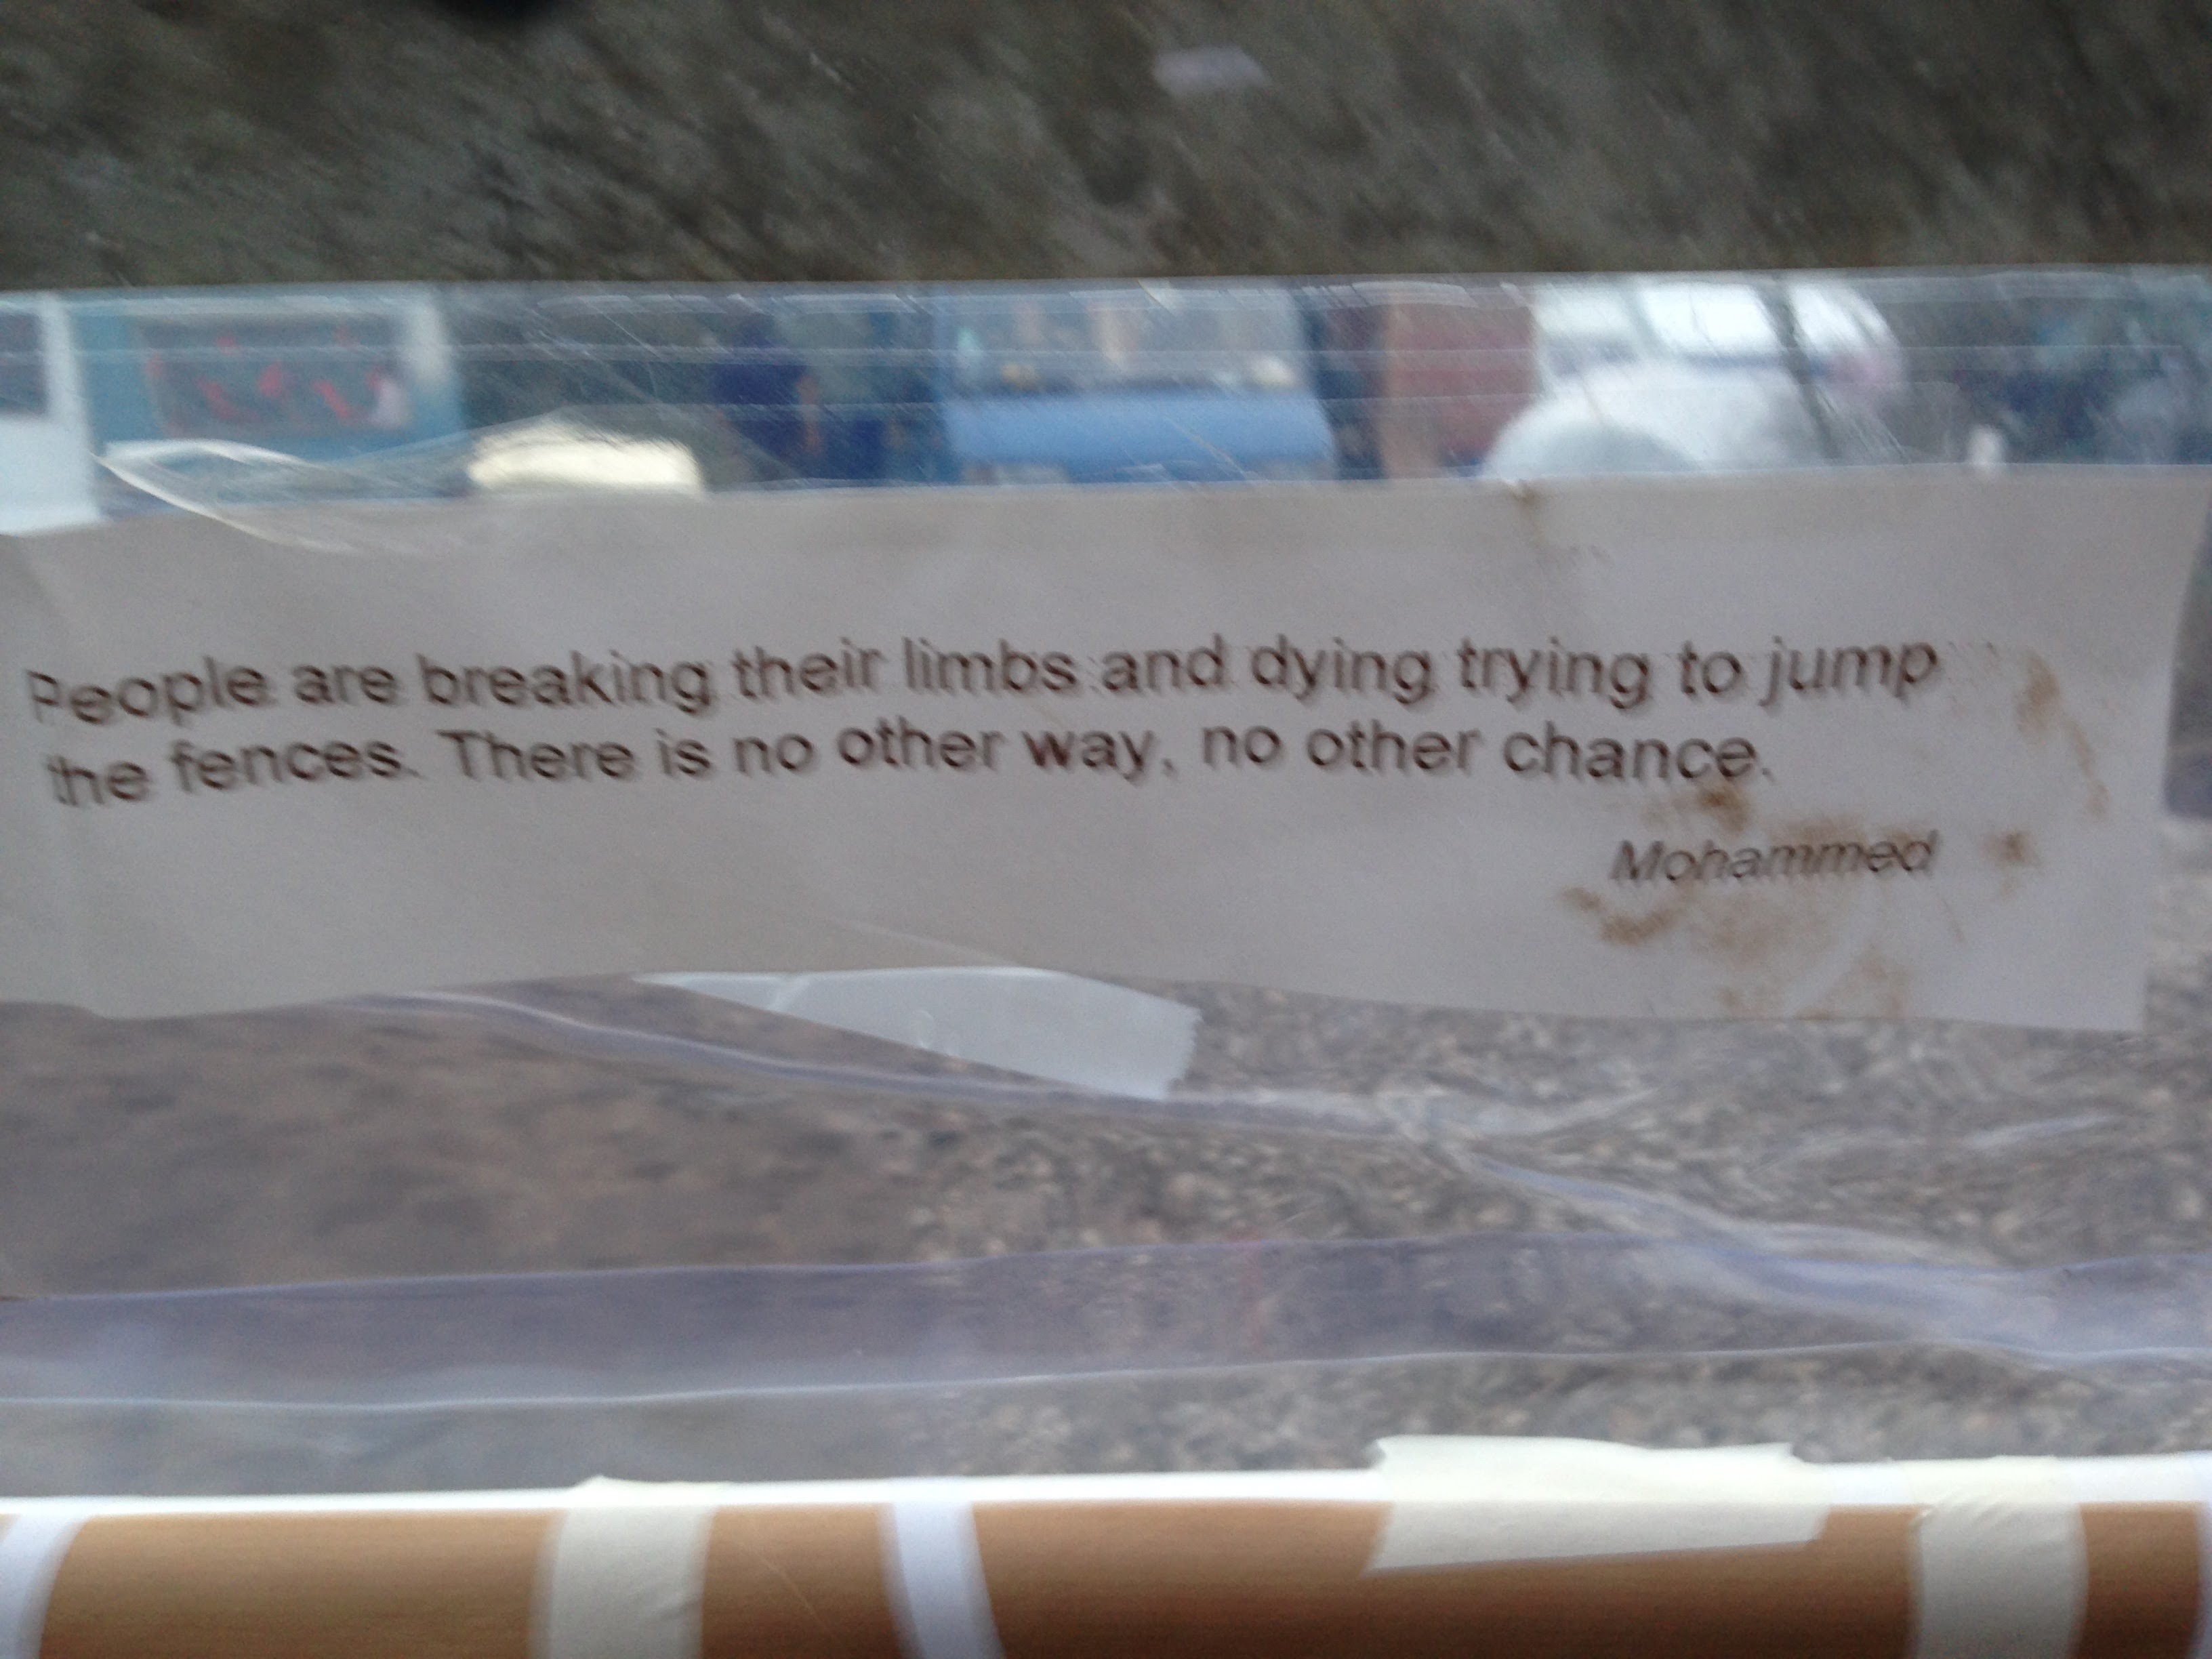 People are breaking their limbs and dying trying to jump
the fences. There is no other way, no other chance.
Mohammed